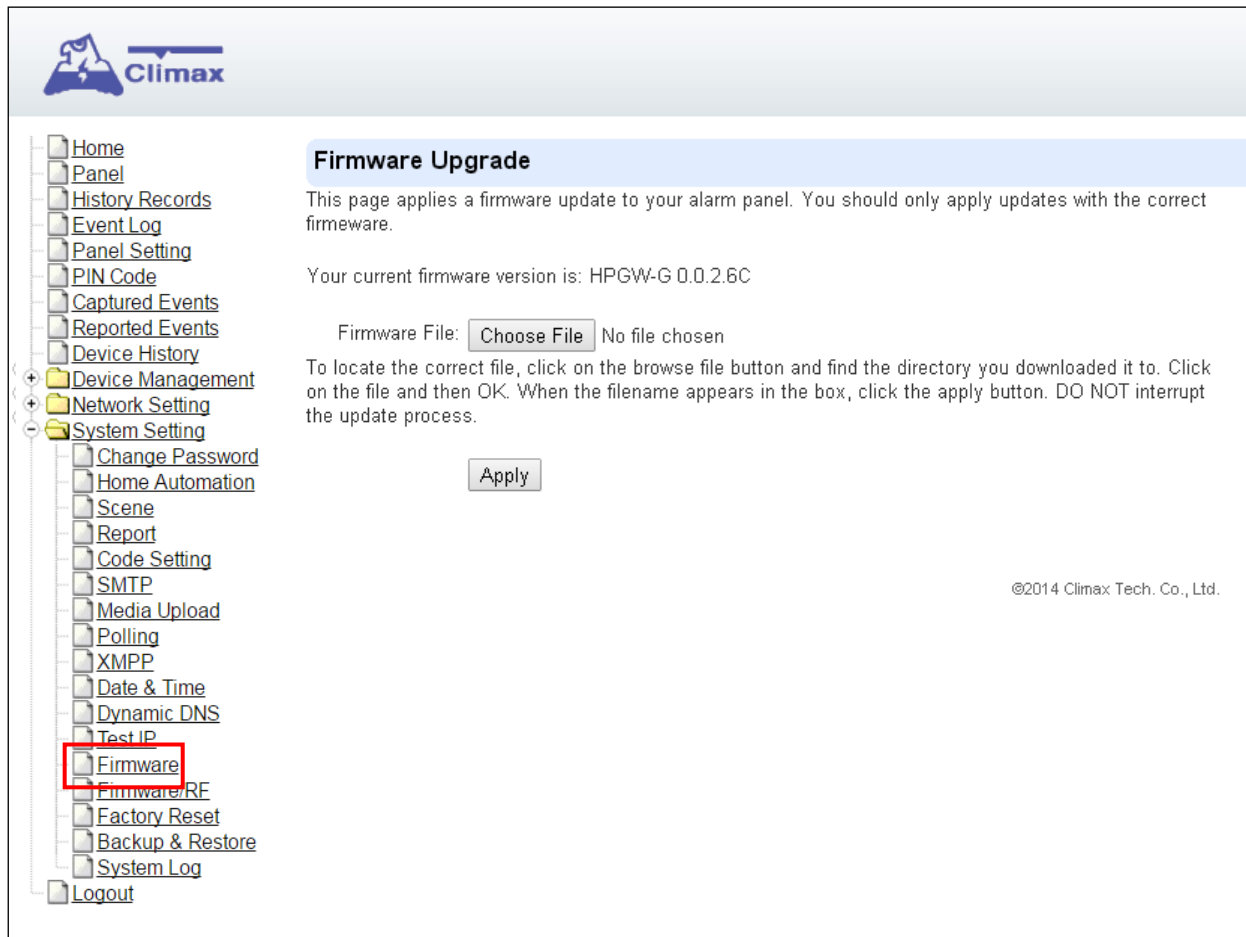 Climax
Home
Panel
History Records
Event Log
Panel Setting
PIN Code
Captured Events
Reported Events
Device History
Device Management
Network Setting
System Setting
Change Password
Home Automation
Scene
Report
Code Setting
SMTP
Media Upload
Polling
XMPP
Date & Time
Dynamic DNS
Test IP
Firmware
Firmware/RF
Factory Reset
Backup & Restore
System Log
Logout
Firmware Upgrade
This page applies a firmware update to your alarm panel. You should only apply updates with the correct
firmeware.
Your current firmware version is: HPGW-G 0.0.2.6C
Firmware File: Choose File No file chosen
To locate the correct file, click on the browse file button and find the directory you downloaded it to. Click
on the file and then OK. When the filename appears in the box, click the apply button. DO NOT interrupt
the update process.
Apply
©2014 Climax Tech. Co., Ltd.